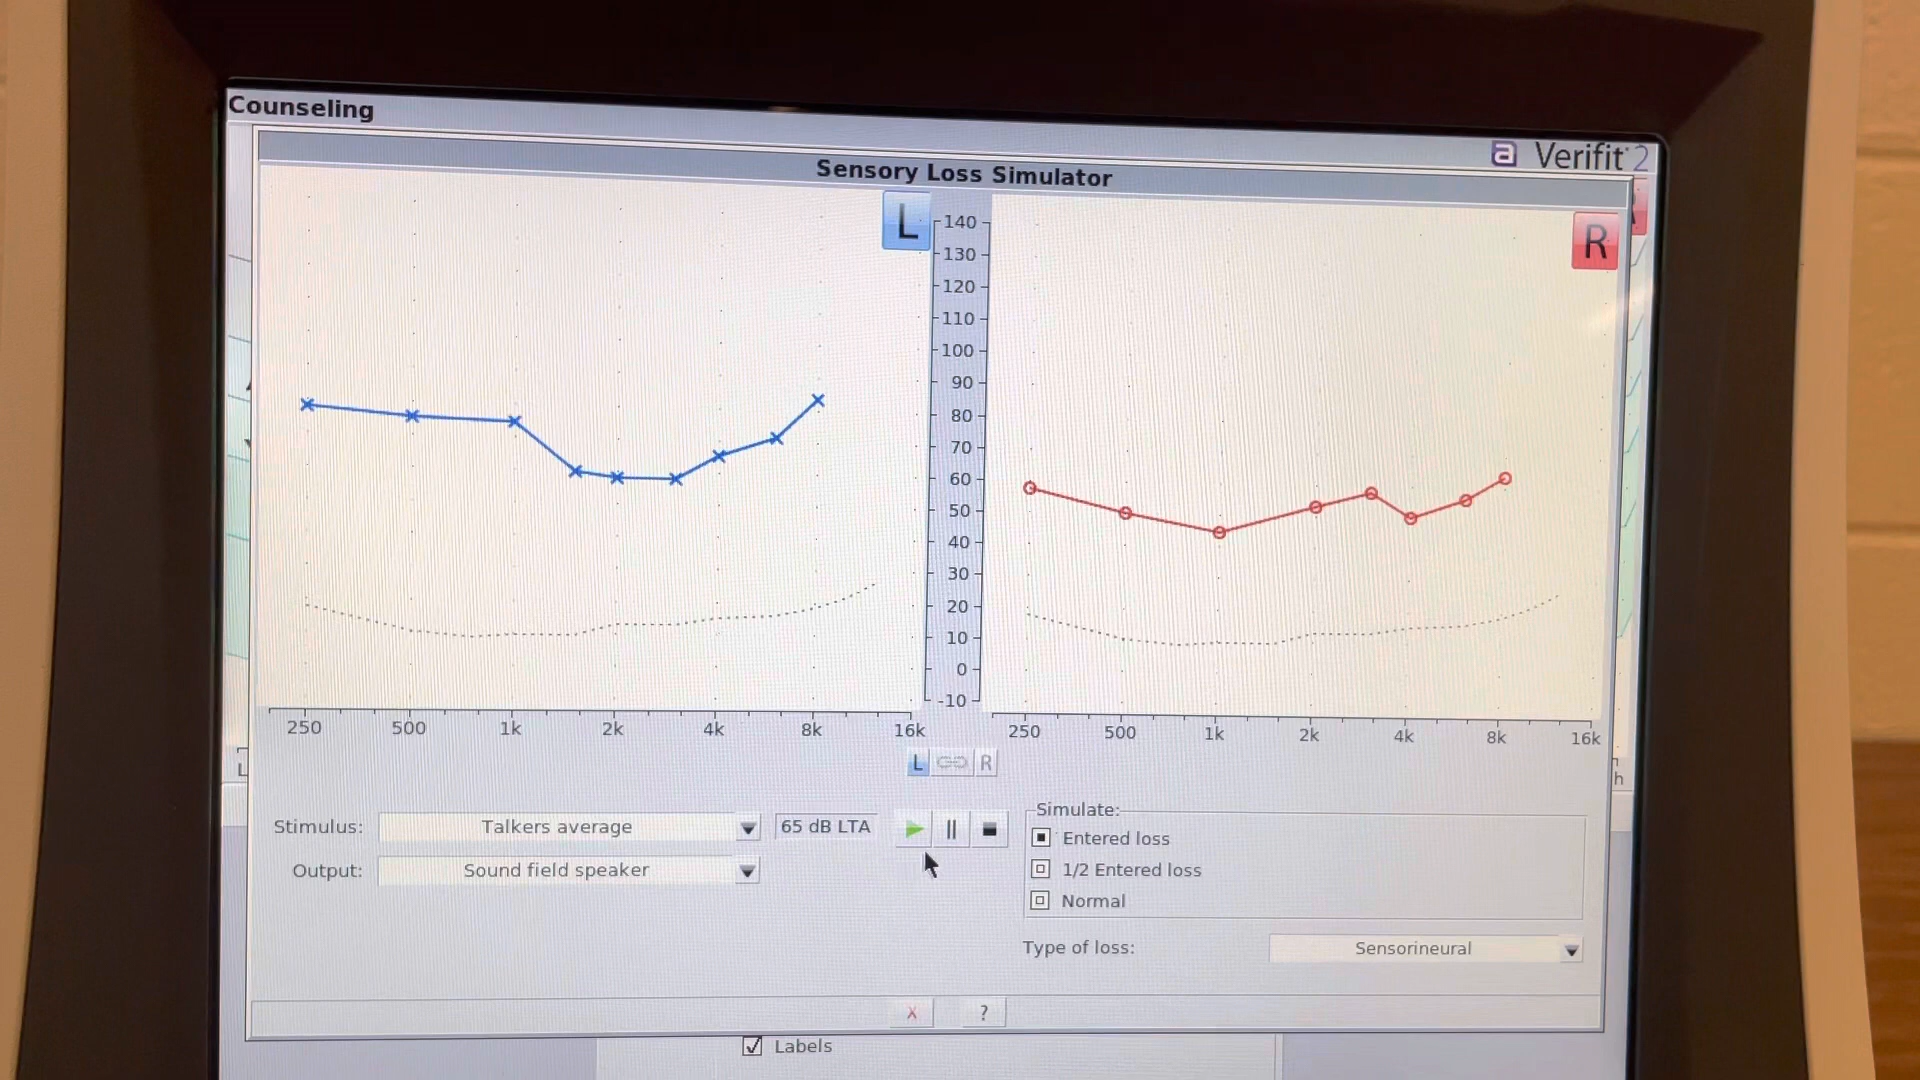 Counseling
a Verifit 2
Sensory Loss Simulator
L
R
140
130
120
110
100
90
80
70
60
50
40
30
20
10
0
-10
250 500 1k 2k 4k 8k 16k
250 500 1k 2k 4k 8k 16k
L R
Stimulus: Talkers average 65 dB LTA
Output: Sound field speaker
Simulate:
Entered loss
1/2 Entered loss
Normal
Type of loss: Sensorineural
X ?
Labels